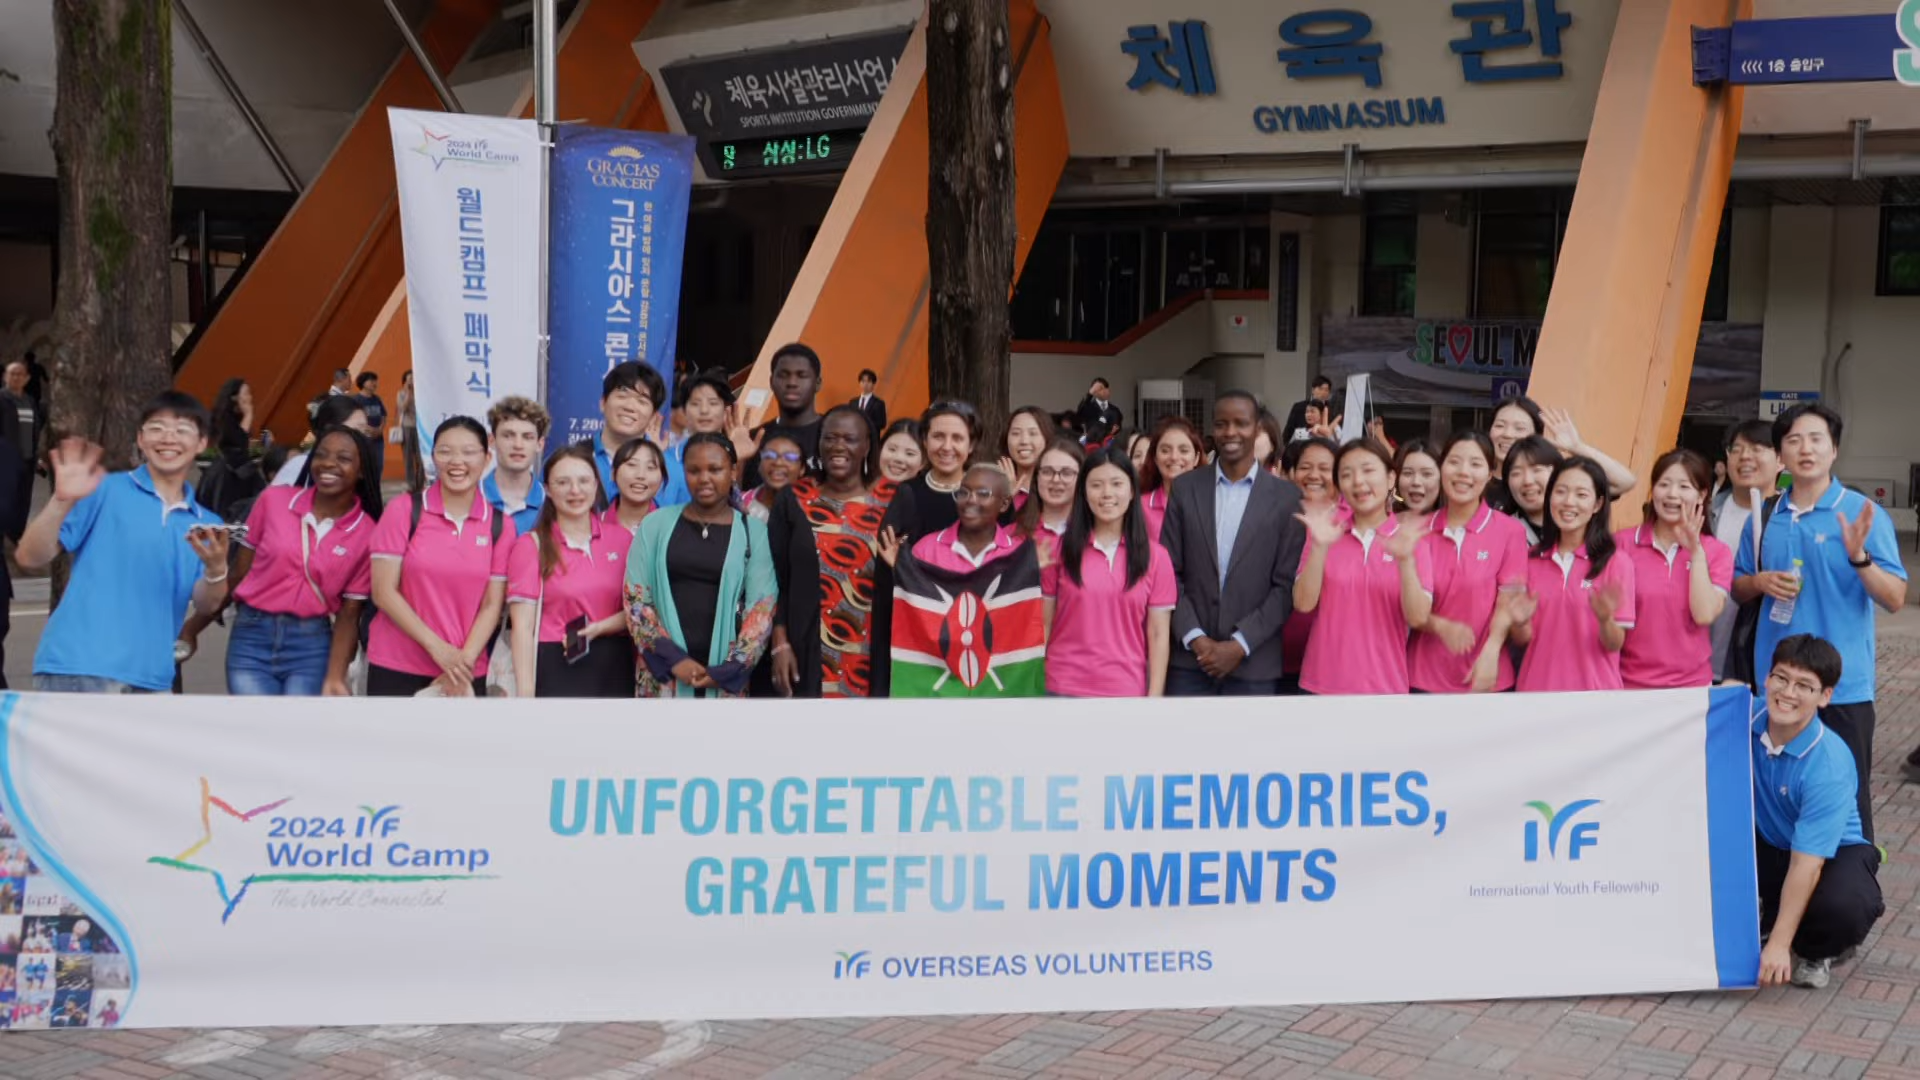 체육관
GYMNASIUM
<<<< 1층 출입구
체육시설관리사업
SPORTS INSTITUTION GOVERNMENT
삼성:LG
2024 IYF
World Camp
월드캠프 폐막식
GRACIAS
CONCERT
그라시아스 콘
7.28
SEOUL M
GATE
2024 IYF
World Camp
The World Connected
UNFORGETTABLE MEMORIES,
GRATEFUL MOMENTS
IYF OVERSEAS VOLUNTEERS
IYF
International Youth Fellowship